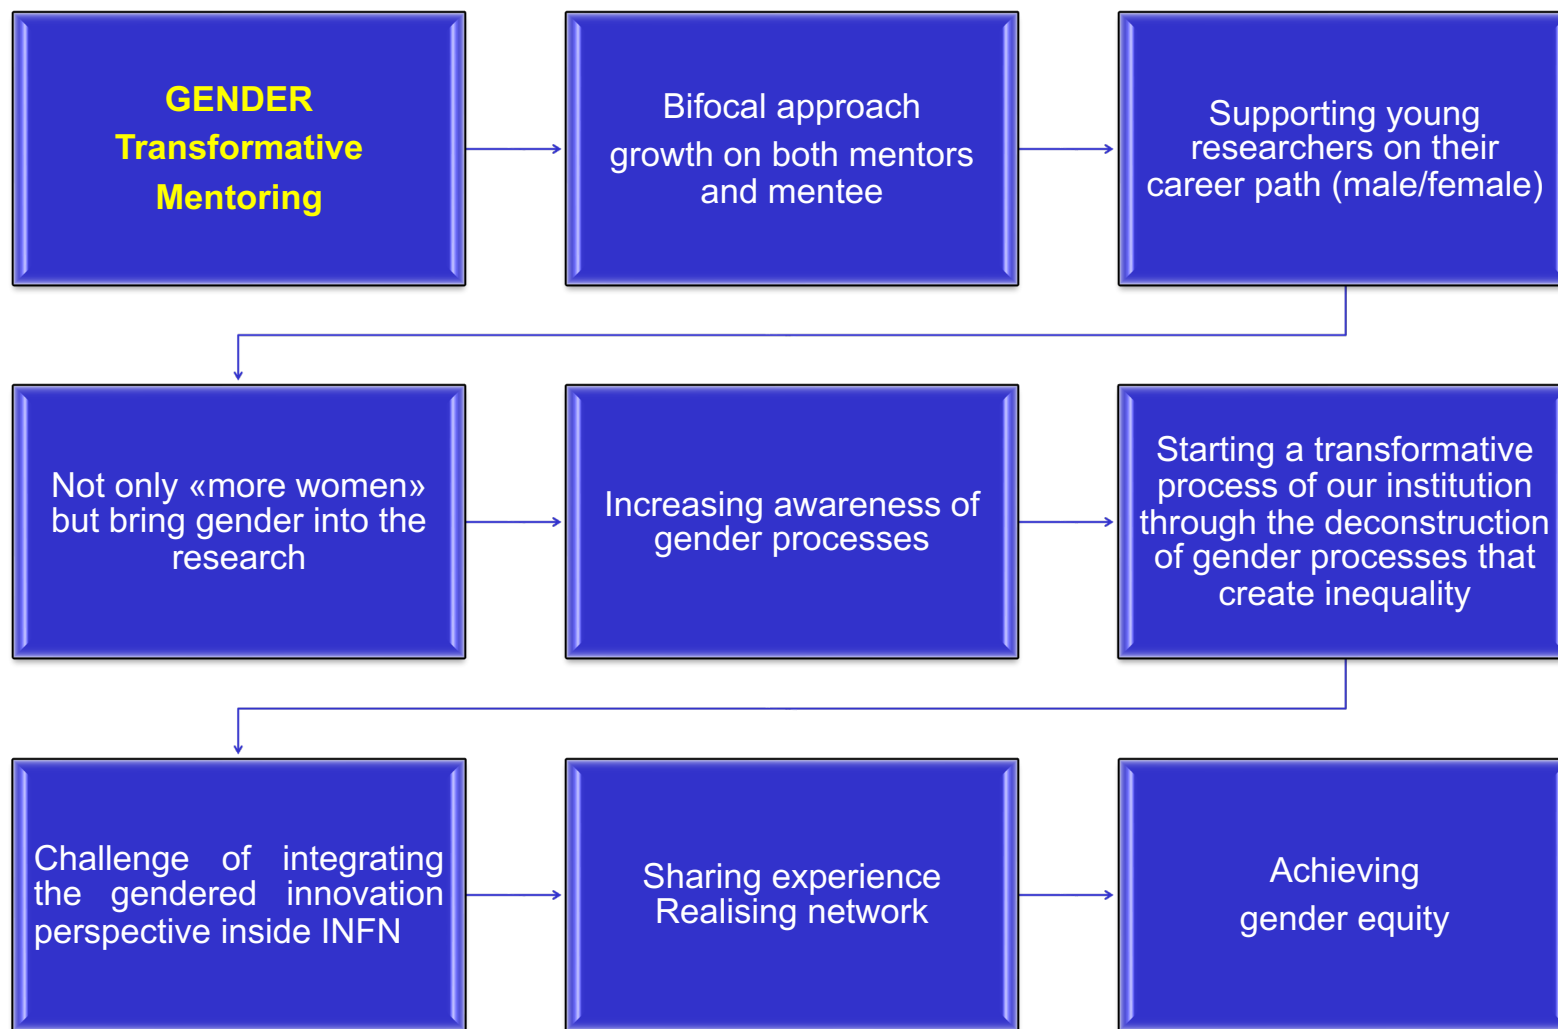 GENDER
Transformative
Mentoring
Bifocal approach
growth on both mentors
and mentee
Supporting young
researchers on their
career path (male/female)
Not only «more women»
but bring gender into the
research
Increasing awareness of
gender processes
Starting a transformative
process of our institution
through the deconstruction
of gender processes that
create inequality
Challenge of integrating
the gendered innovation
perspective inside INFN
Sharing experience
Realising network
Achieving
gender equity